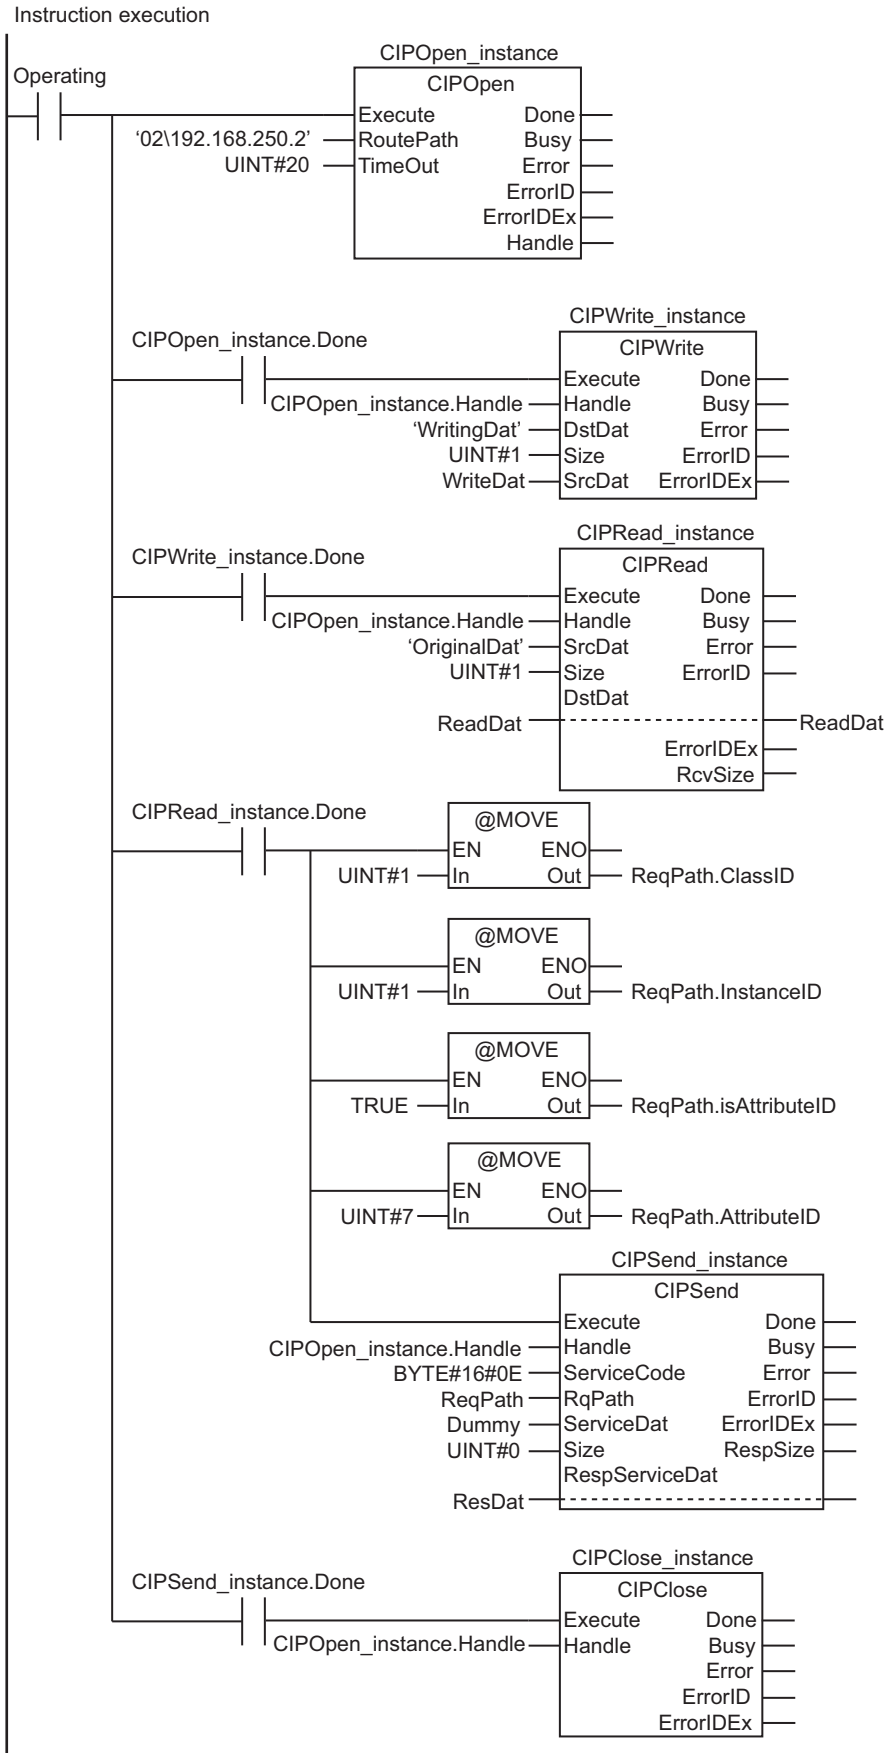 Instruction execution
Operating
CIPOpen_instance
CIPOpen
Execute Done
'02\192.168.250.2' RoutePath Busy
UINT#20 TimeOut Error
ErrorID
ErrorIDEx
Handle
CIPOpen_instance.Done
CIPWrite_instance
CIPWrite
Execute Done
CIPOpen_instance.Handle Handle Busy
‘WritingDat’ DstDat Error
UINT#1 Size ErrorID
WriteDat SrcDat ErrorIDEx
CIPWrite_instance.Done
CIPRead_instance
CIPRead
Execute Done
CIPOpen_instance.Handle Handle Busy
‘OriginalDat’ SrcDat Error
UINT#1 Size ErrorID
DstDat
ReadDat ReadDat
ErrorIDEx
RcvSize
CIPRead_instance.Done
@MOVE
EN ENO
UINT#1 In Out ReqPath.ClassID
@MOVE
EN ENO
UINT#1 In Out ReqPath.InstanceID
@MOVE
EN ENO
TRUE In Out ReqPath.isAttributeID
@MOVE
EN ENO
UINT#7 In Out ReqPath.AttributeID
CIPSend_instance
CIPSend
Execute Done
CIPOpen_instance.Handle Handle Busy
BYTE#16#0E ServiceCode Error
ReqPath RqPath ErrorID
Dummy ServiceDat ErrorIDEx
UINT#0 Size RespSize
RespServiceDat
ResDat
CIPSend_instance.Done
CIPClose_instance
CIPClose
Execute Done
CIPOpen_instance.Handle Handle Busy
Error
ErrorID
ErrorIDEx